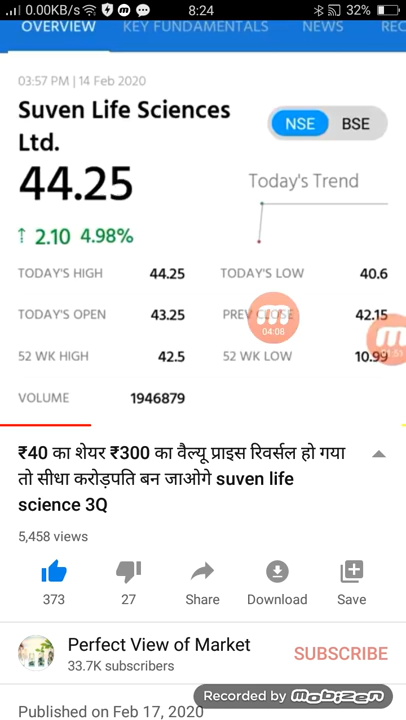 0.00KB/s 8:24 32%
OVERVIEW KEY FUNDAMENTALS NEWS REC
03:57 PM | 14 Feb 2020
Suven Life Sciences
Ltd.
NSE BSE
44.25
Today's Trend
↑ 2.10 4.98%
TODAY'S HIGH 44.25 TODAY'S LOW 40.6
TODAY'S OPEN 43.25 PREV CLOSE 42.15
04:08
52 WK HIGH 42.5 52 WK LOW 10.99
VOLUME 1946879
₹40 का शेयर ₹300 का वैल्यू प्राइस रिवर्सल हो गया
तो सीधा करोड़पति बन जाओगे suven life
science 3Q
5,458 views
373 27 Share Download Save
Perfect View of Market
33.7K subscribers
SUBSCRIBE
Recorded by mobizen
Published on Feb 17, 2020